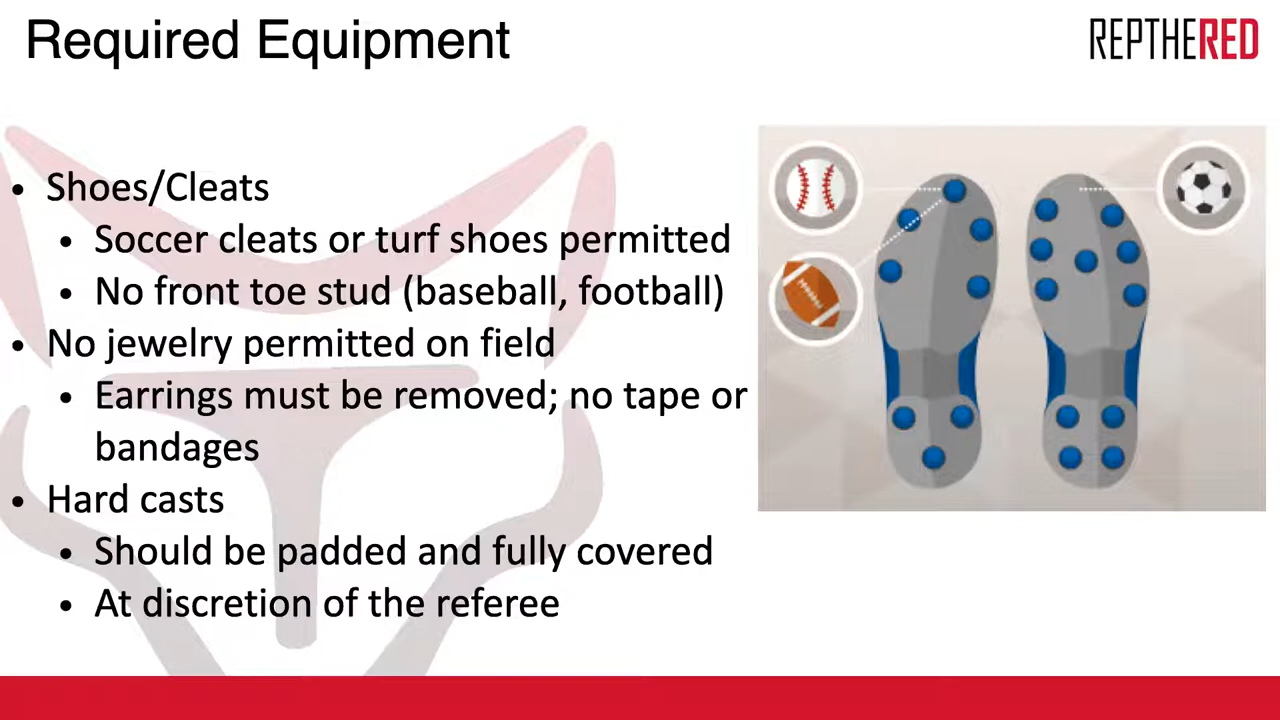 Required Equipment
REPTHERED
• Shoes/Cleats
• Soccer cleats or turf shoes permitted
• No front toe stud (baseball, football)
• No jewelry permitted on field
• Earrings must be removed; no tape or
bandages
• Hard casts
• Should be padded and fully covered
• At discretion of the referee